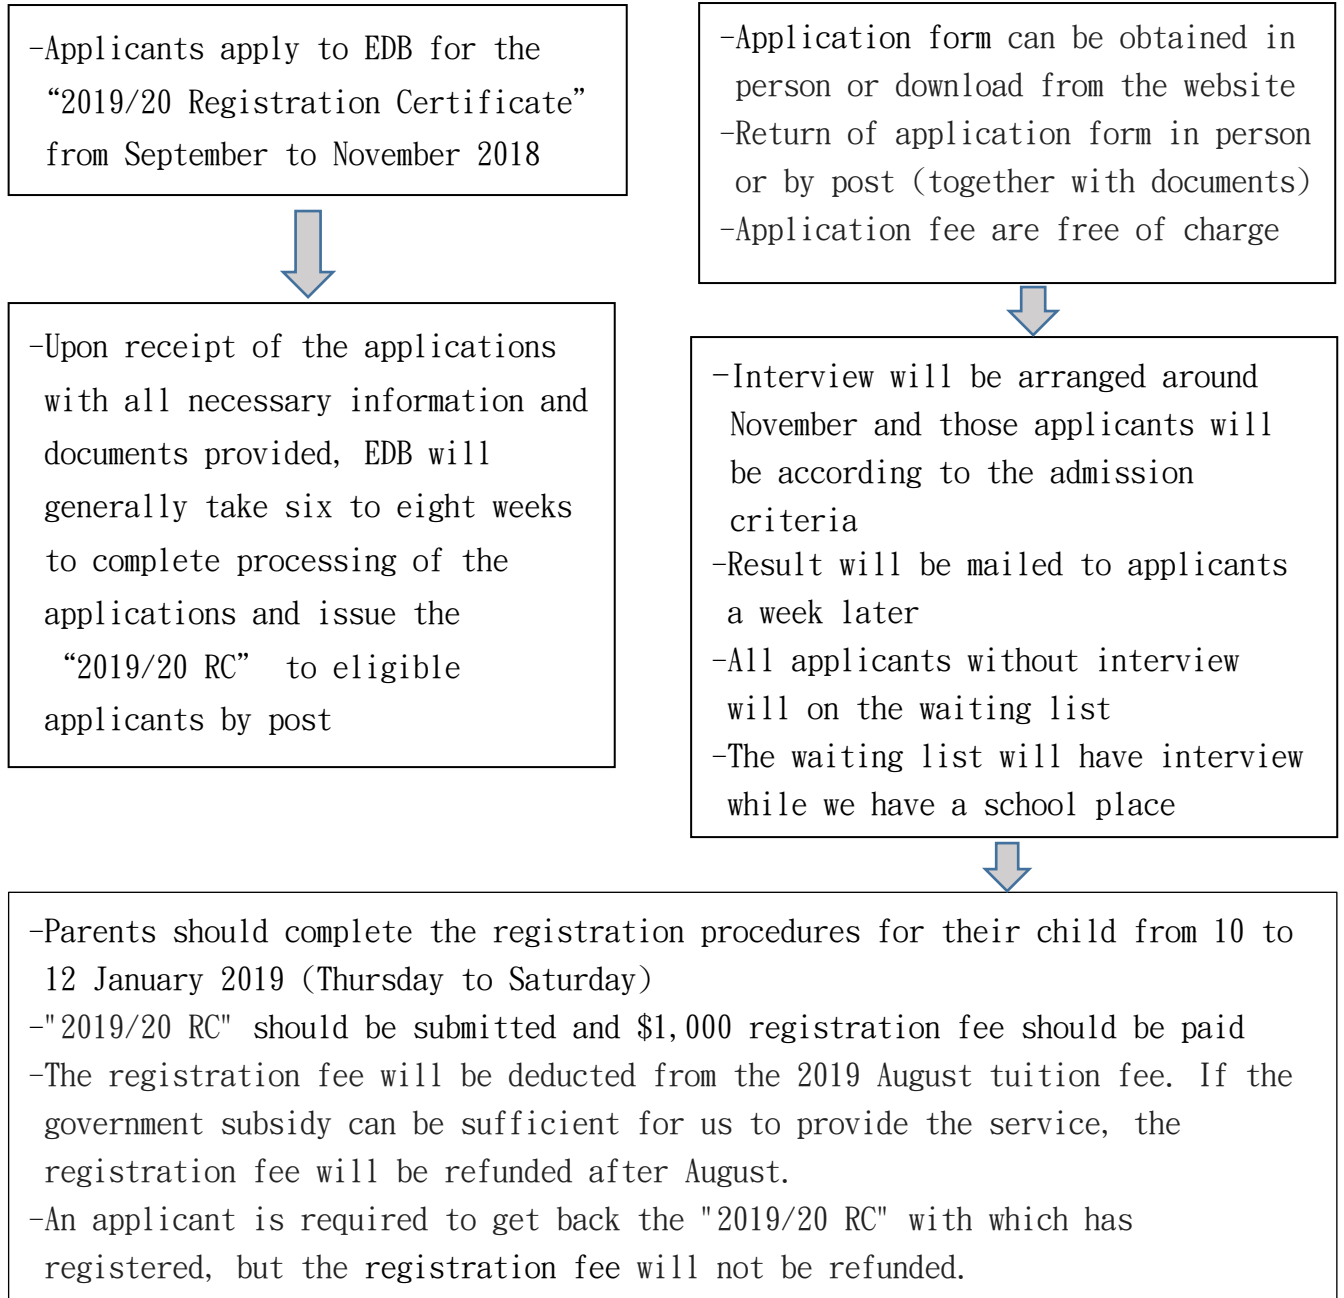 -Applicants apply to EDB for the
“2019/20 Registration Certificate”
from September to November 2018
-Upon receipt of the applications
with all necessary information and
documents provided, EDB will
generally take six to eight weeks
to complete processing of the
applications and issue the
“2019/20 RC” to eligible
applicants by post
-Application form can be obtained in
person or download from the website
-Return of application form in person
or by post (together with documents)
-Application fee are free of charge
-Interview will be arranged around
November and those applicants will
be according to the admission
criteria
-Result will be mailed to applicants
a week later
-All applicants without interview
will on the waiting list
-The waiting list will have interview
while we have a school place
-Parents should complete the registration procedures for their child from 10 to
12 January 2019 (Thursday to Saturday)
-"2019/20 RC" should be submitted and $1,000 registration fee should be paid
-The registration fee will be deducted from the 2019 August tuition fee. If the
government subsidy can be sufficient for us to provide the service, the
registration fee will be refunded after August.
-An applicant is required to get back the "2019/20 RC" with which has
registered, but the registration fee will not be refunded.